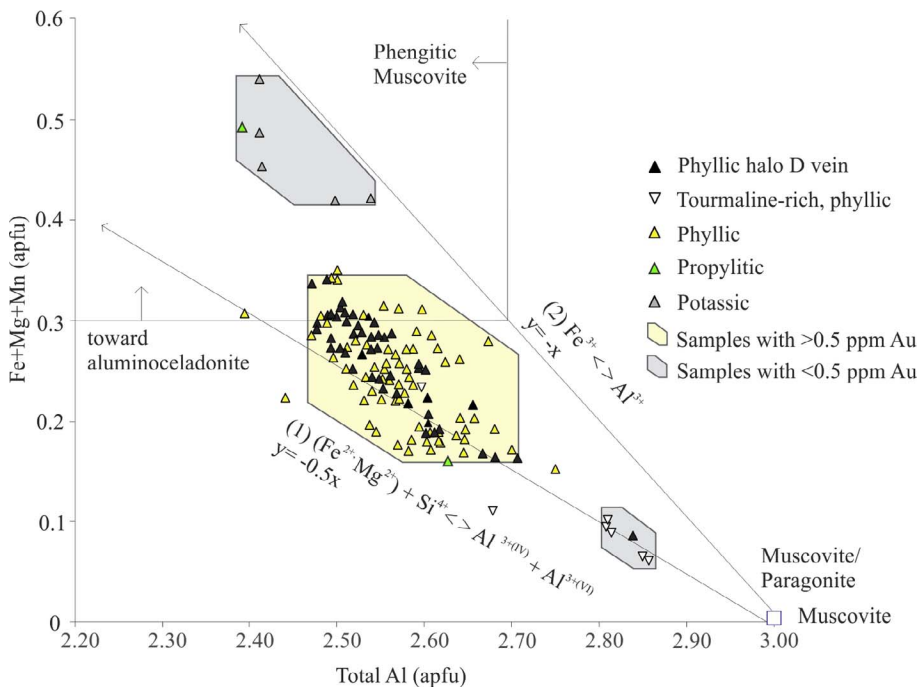 0.6
0.5
0.4
0.3
0.2
0.1
0
Fe+Mg+Mn (apfu)
Phengitic
Muscovite
toward
aluminoceladonite
(2) Fe³⁺ <> Al³⁺
y= -x
(1) (Fe²⁺·Mg²⁺) + Si⁴⁺ <> Al ³⁺⁽ᴵⱽ⁾ + Al³⁺⁽ⱽᴵ⁾
y= -0.5x
Phyllic halo D vein
Tourmaline-rich, phyllic
Phyllic
Propylitic
Potassic
Samples with >0.5 ppm Au
Samples with <0.5 ppm Au
Muscovite/
Paragonite
Muscovite
2.20 2.30 2.40 2.50 2.60 2.70 2.80 2.90 3.00
Total Al (apfu)